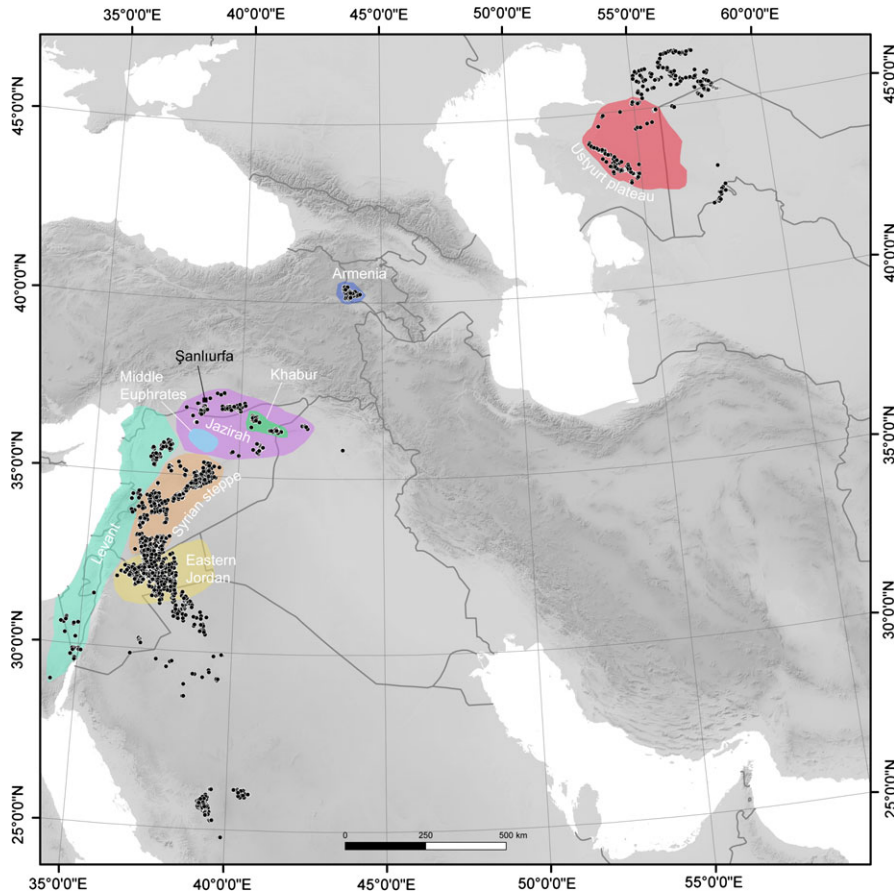 35°0'0"E
40°0'0"E
45°0'0"E
50°0'0"E
55°0'0"E
60°0'0"E
45°0'0"N
45°0'0"N
Ustyurt plateau
40°0'0"N
40°0'0"N
Armenia
Şanlıurfa
Middle
Euphrates
Khabur
Jazirah
35°0'0"N
35°0'0"N
Syrian steppe
Levant
Eastern
Jordan
30°0'0"N
30°0'0"N
25°0'0"N
25°0'0"N
0
250
500 km
35°0'0"E
40°0'0"E
45°0'0"E
50°0'0"E
55°0'0"E